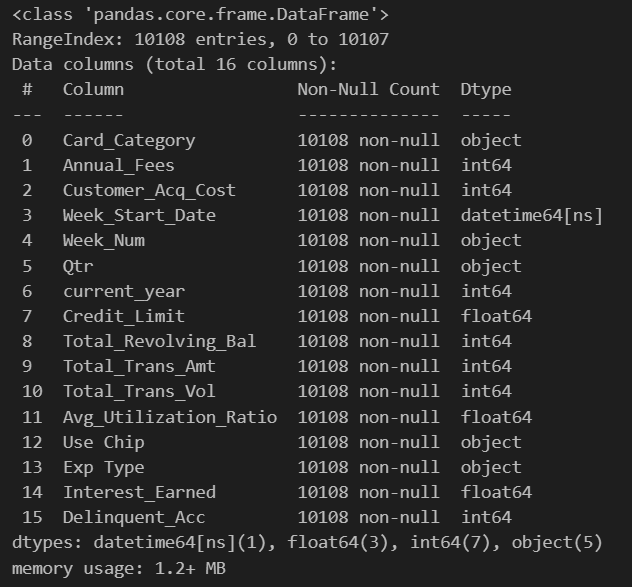 <class 'pandas.core.frame.DataFrame'>
RangeIndex: 10108 entries, 0 to 10107
Data columns (total 16 columns):
 #   Column                 Non-Null Count  Dtype
---  ------                 --------------  -----
 0   Card_Category          10108 non-null  object
 1   Annual_Fees            10108 non-null  int64
 2   Customer_Acq_Cost      10108 non-null  int64
 3   Week_Start_Date        10108 non-null  datetime64[ns]
 4   Week_Num               10108 non-null  object
 5   Qtr                    10108 non-null  object
 6   current_year           10108 non-null  int64
 7   Credit_Limit           10108 non-null  float64
 8   Total_Revolving_Bal    10108 non-null  int64
 9   Total_Trans_Amt        10108 non-null  int64
 10  Total_Trans_Vol        10108 non-null  int64
 11  Avg_Utilization_Ratio  10108 non-null  float64
 12  Use Chip               10108 non-null  object
 13  Exp Type               10108 non-null  object
 14  Interest_Earned        10108 non-null  float64
 15  Delinquent_Acc         10108 non-null  int64
dtypes: datetime64[ns](1), float64(3), int64(7), object(5)
memory usage: 1.2+ MB